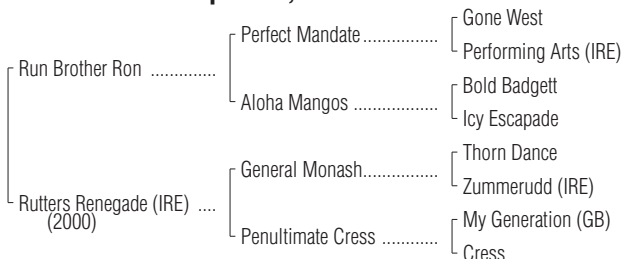 Gone West
Perfect Mandate................
Performing Arts (IRE)
Run Brother Ron ..............
Bold Badgett
Aloha Mangos ..................
Icy Escapade
Thorn Dance
General Monash................
Zummerudd (IRE)
Rutters Renegade (IRE) ....
(2000)
My Generation (GB)
Penultimate Cress ............
Cress